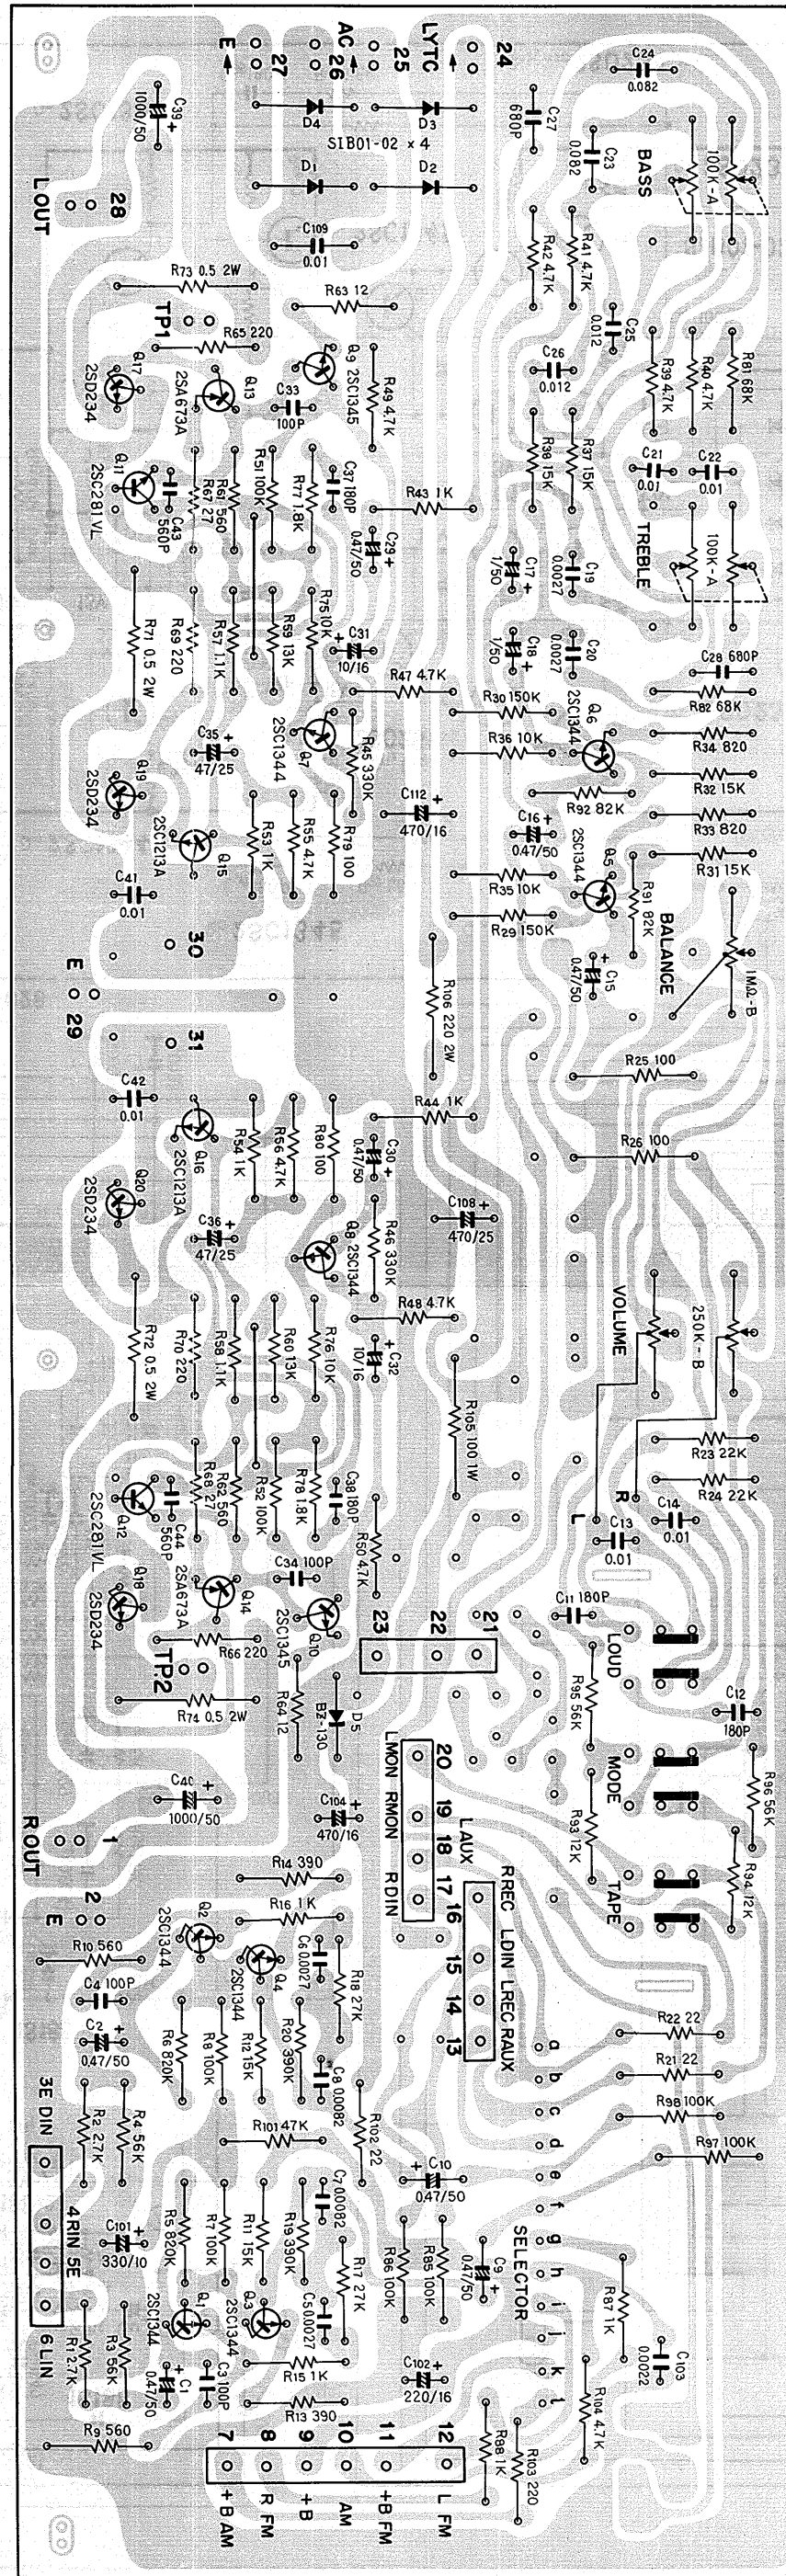 E
27
AC
26
25
LYTC
24
C24
0.082
C39
1000/50
D4
D3
C27
680P
SIB01-02 × 4
C23
0.082
BASS
100K-A
D1
D2
28
L OUT
C109
0.01
R42 4.7K
R41 4.7K
R73 0.5 2W
R63 12
TP1
R65 220
C25
0.012
Q17
2SD234
Q13
2SA673A
Q9 2SC1345
C33
100P
R49 4.7K
C26
0.012
R39 4.7K
R40 4.7K
R81 68K
Q11
2SC281VL
C43
560P
R67 27
R61 560
R51 100K
R77 1.8K
C37 180P
R43 1K
C29
0.47/50
R38 15K
R37 15K
C21
0.01
C22
0.01
TREBLE
100K-A
C17
1/50
C19
0.0027
R71 0.5 2W
R69 220
R57 1.1K
R59 13K
R75 10K
C31
10/16
C18
1/50
C20
0.0027
C28 680P
R47 4.7K
R30 150K
R82 68K
C35
47/25
Q7
2SC1344
R45 330K
R36 10K
Q6
2SC1344
R34 820
R32 15K
Q19
2SD234
Q15
2SC1213A
R53 1K
R55 4.7K
R79 100
C112
470/16
R92 82K
C16
0.47/50
R33 820
R31 15K
C41
0.01
R35 10K
R29 150K
Q5
2SC1344
R91 82K
BALANCE
1MΩ-B
30
E
29
31
R106 220 2W
C15
0.47/50
R25 100
C42
0.01
R44 1K
R26 100
Q16
2SC1213A
R54 1K
R56 4.7K
R80 100
C30
0.47/50
Q20
2SD234
C36
47/25
Q8 2SC1344
R46 330K
C108
470/25
VOLUME
250K-B
R72 0.5 2W
R70 220
R58 1.1K
R60 13K
R76 10K
R48 4.7K
C32
10/16
R105 100 1W
R23 22K
R24 22K
L
R
Q12
2SC281VL
C44
560P
R68 27
R62 560
R52 100K
R78 1.8K
C38 180P
R50 4.7K
C13
0.01
C14
0.01
Q18
2SD234
Q14
2SA673A
C34 100P
Q10
2SC1345
C11 180P
R66 220
TP.2
23
22
21
LOUD
R95 56K
R74 0.5 2W
R64 12
D5
BZ-130
C12
180P
C40
1000/50
C104
470/16
20
19
18
17
LMON RMON
LAUX
RDIN
MODE
R93 12K
R96 56K
R OUT
1
R14 390
TAPE
R94 12K
2
E
Q2
2SC1344
R16 1K
16
15
14
13
RREC LDIN LREC RAUX
R10 560
Q4
2SC1344
C6 0.0027
R18 27K
C4 100P
C2
0.47/50
R6 820K
R8 100K
R12 15K
R20 390K
C8 0.0082
R22 22
R21 22
a
b
c
d
e
f
g
h
i
j
k
l
3E DIN
R2 2.7K
R4 56K
R101 47K
R102 22
R98 100K
R97 100K
4RIN 5E
C101
330/10
R5 820K
R7 100K
R11 15K
R19 390K
C7 0.0082
C10
0.47/50
R17 27K
R86 100K
R85 100K
C9
0.47/50
SELECTOR
R87 1K
6 LIN
R1 2.7K
R3 56K
Q1
2SC1344
Q3
2SC1344
C5 0.0027
C103
0.0022
C1
0.47/50
C3 100P
R15 1K
R13 390
C102
220/16
R104 4.7K
R9 560
7
8
9
10
11
12
+B AM
R FM
+B
AM
+B FM
L FM
R88 1K
R103 220